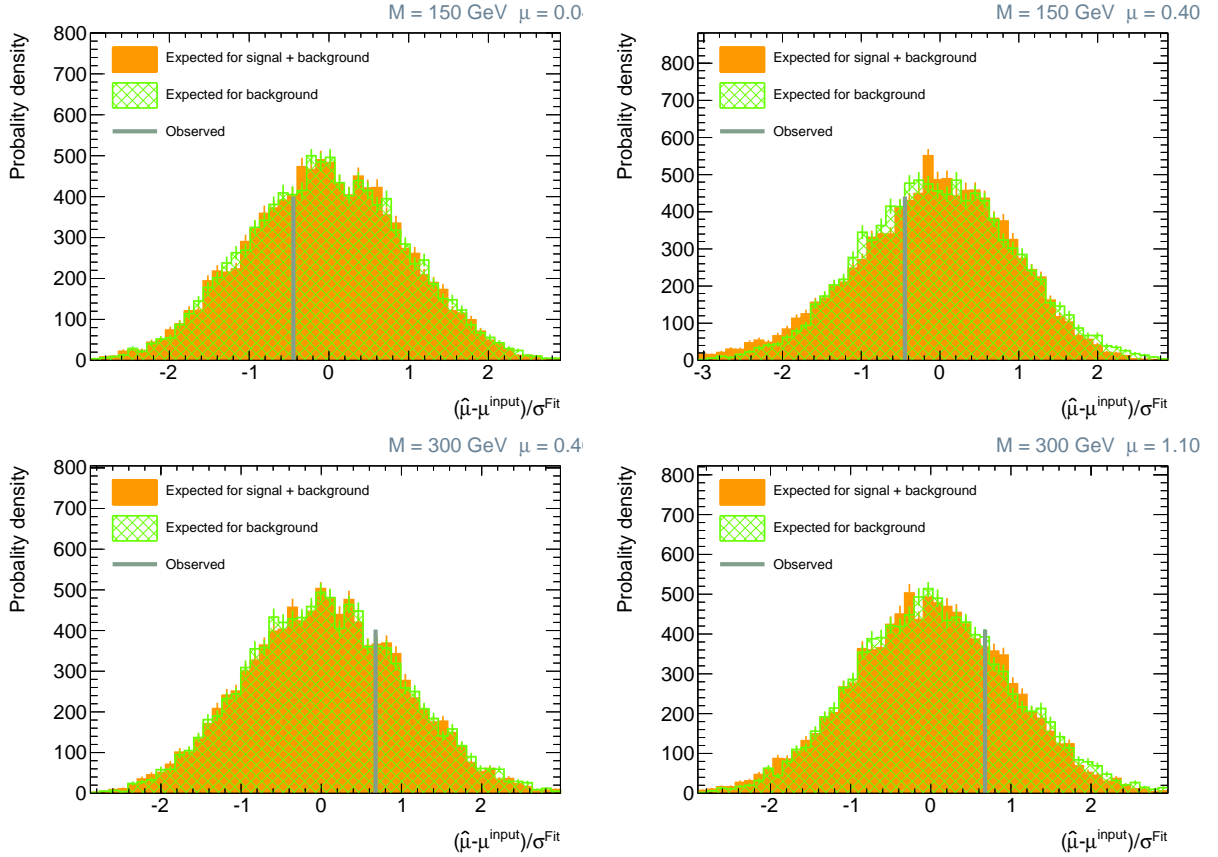 M = 150 GeV μ = 0.04
Probality density
800
700
600
500
400
300
200
100
0
Expected for signal + background
Expected for background
Observed
-2 -1 0 1 2
(μ̂-μ^input)/σ^Fit
M = 150 GeV μ = 0.40
Probality density
800
700
600
500
400
300
200
100
0
Expected for signal + background
Expected for background
Observed
-3 -2 -1 0 1 2
(μ̂-μ^input)/σ^Fit
M = 300 GeV μ = 0.4
Probality density
800
700
600
500
400
300
200
100
0
Expected for signal + background
Expected for background
Observed
-2 -1 0 1 2
(μ̂-μ^input)/σ^Fit
M = 300 GeV μ = 1.10
Probality density
800
700
600
500
400
300
200
100
0
Expected for signal + background
Expected for background
Observed
-2 -1 0 1 2
(μ̂-μ^input)/σ^Fit